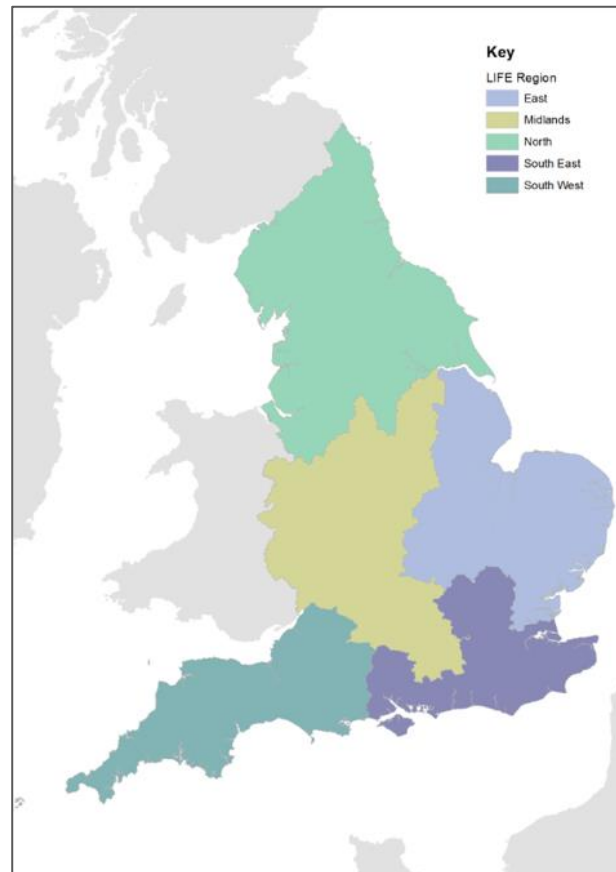 Key
LIFE Region
East
Midlands
North
South East
South West